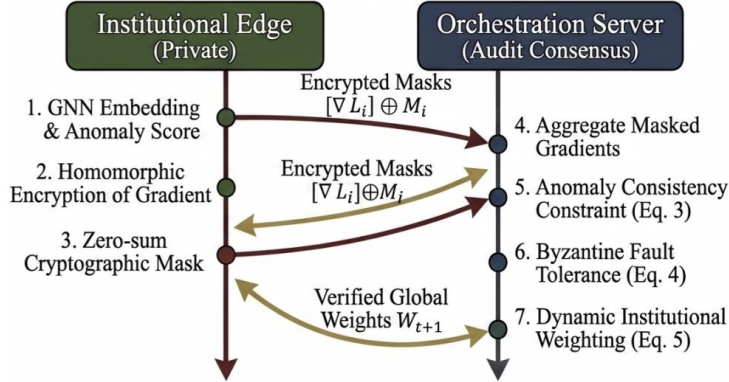 Institutional Edge
(Private)
Orchestration Server
(Audit Consensus)
1. GNN Embedding
& Anomaly Score
2. Homomorphic
Encryption of Gradient
3. Zero-sum
Cryptographic Mask
Encrypted Masks
[∇ L_i] ⊕ M_i
Encrypted Masks
[∇ L_i]⊕M_i
Verified Global
Weights W_{t+1}
4. Aggregate Masked
Gradients
5. Anomaly Consistency
Constraint (Eq. 3)
6. Byzantine Fault
Tolerance (Eq. 4)
7. Dynamic Institutional
Weighting (Eq. 5)